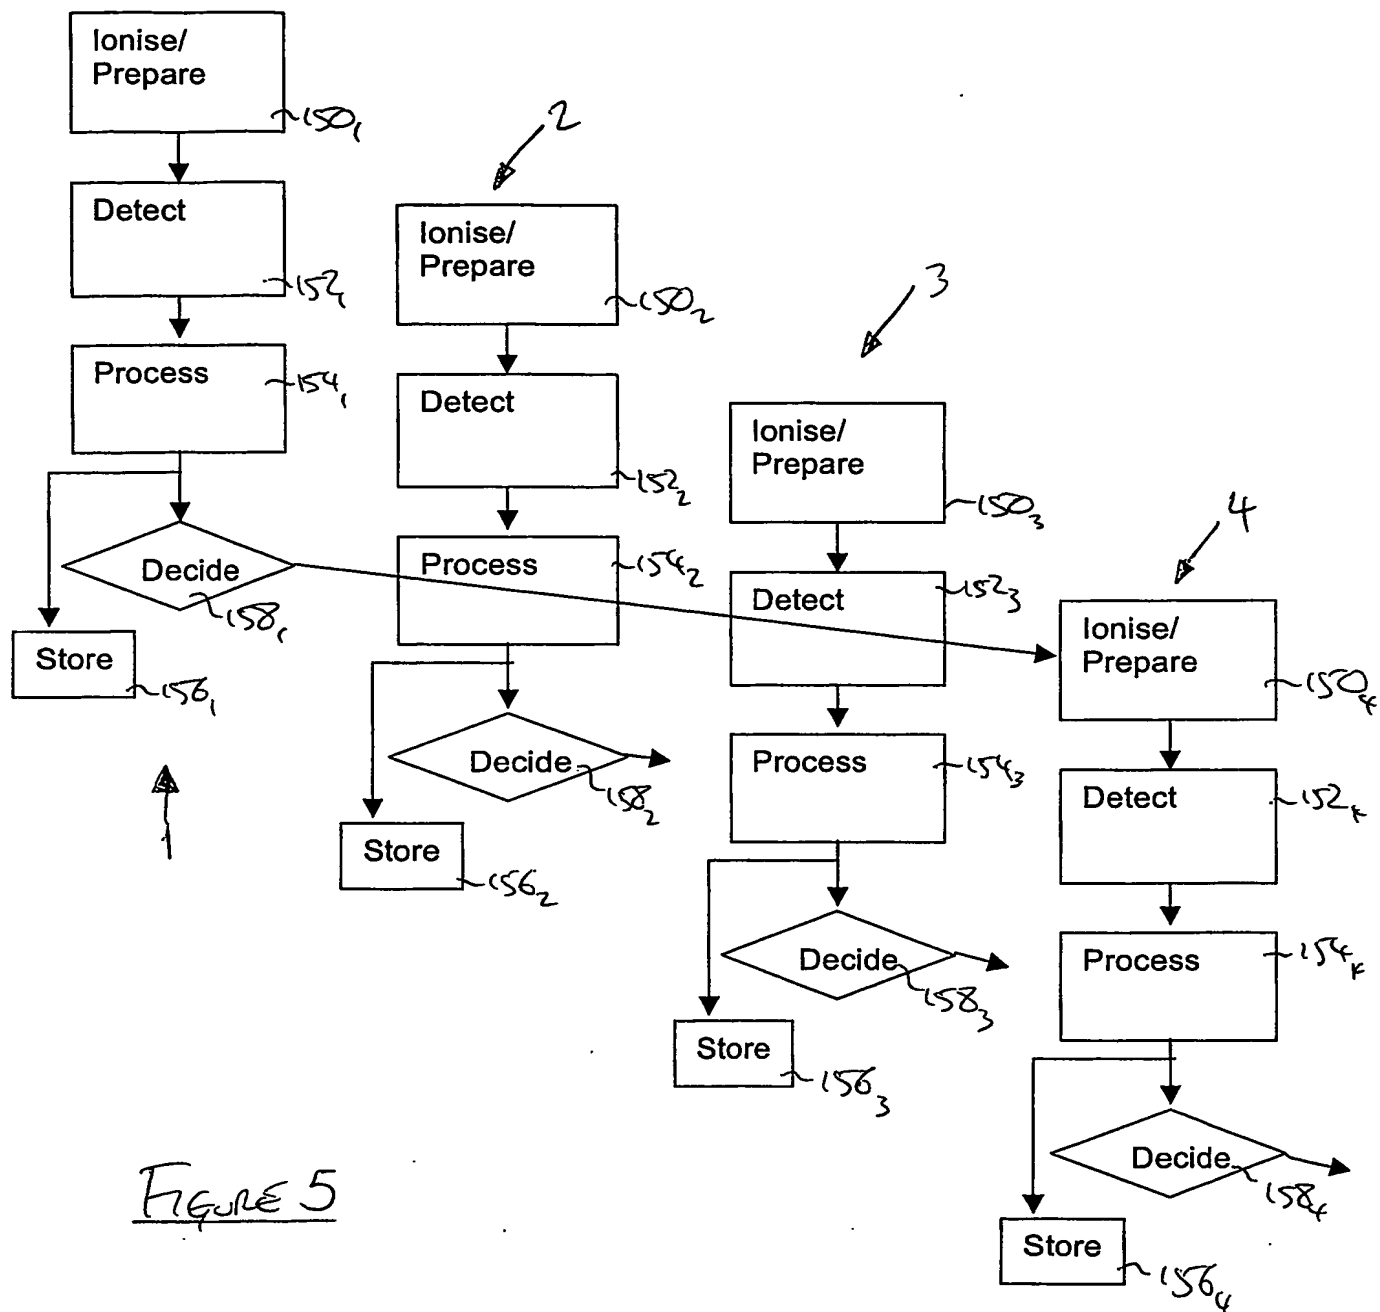 Ionise/
Prepare
150₁
Detect
152₁
Process
154₁
Decide
158₁
Store
156₁
1
2
Ionise/
Prepare
150₂
Detect
152₂
Process
154₂
Decide
158₂
Store
156₂
3
Ionise/
Prepare
150₃
Detect
152₃
Process
154₃
Decide
158₃
Store
156₃
4
Ionise/
Prepare
150₄
Detect
152₄
Process
154₄
Decide
158₄
Store
156₄
FIGURE 5